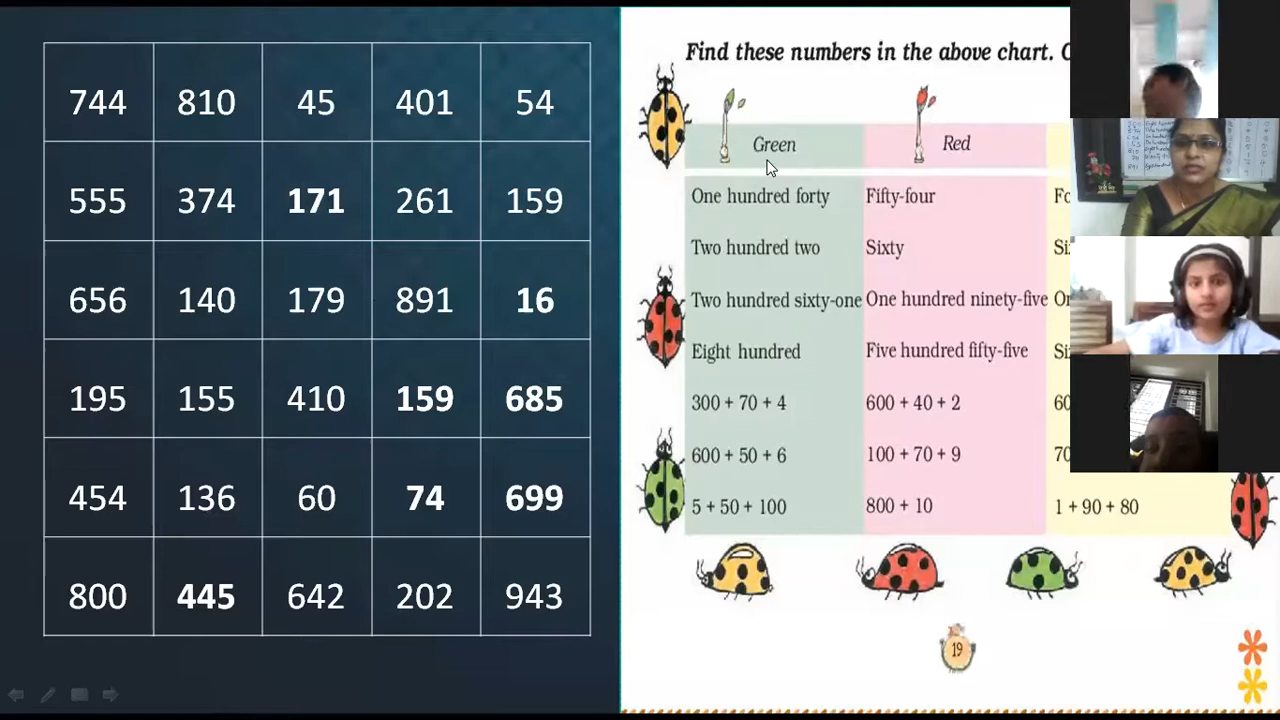 744 810 45 401 54
555 374 171 261 159
656 140 179 891 16
195 155 410 159 685
454 136 60 74 699
800 445 642 202 943
Find these numbers in the above chart.
Green Red
One hundred forty Fifty-four
Two hundred two Sixty
Two hundred sixty-one One hundred ninety-five
Eight hundred Five hundred fifty-five
300 + 70 + 4 600 + 40 + 2
600 + 50 + 6 100 + 70 + 9
5 + 50 + 100 800 + 10 1 + 90 + 80
19